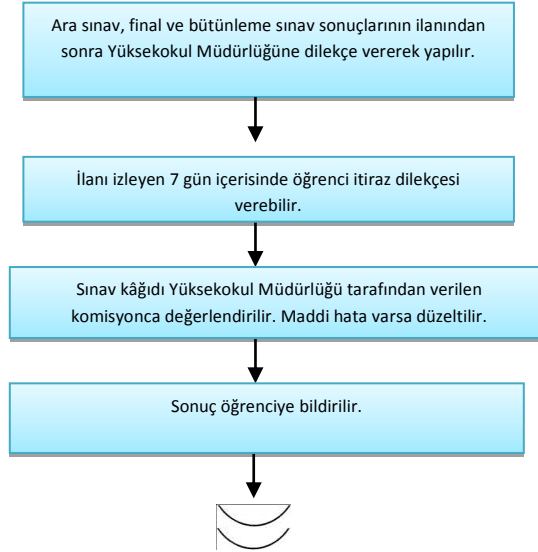 Ara sınav, final ve bütünleme sınav sonuçlarının ilanından
sonra Yüksekokul Müdürlüğüne dilekçe vererek yapılır.
İlanı izleyen 7 gün içerisinde öğrenci itiraz dilekçesi
verebilir.
Sınav kâğıdı Yüksekokul Müdürlüğü tarafından verilen
komisyonca değerlendirilir. Maddi hata varsa düzeltilir.
Sonuç öğrenciye bildirilir.